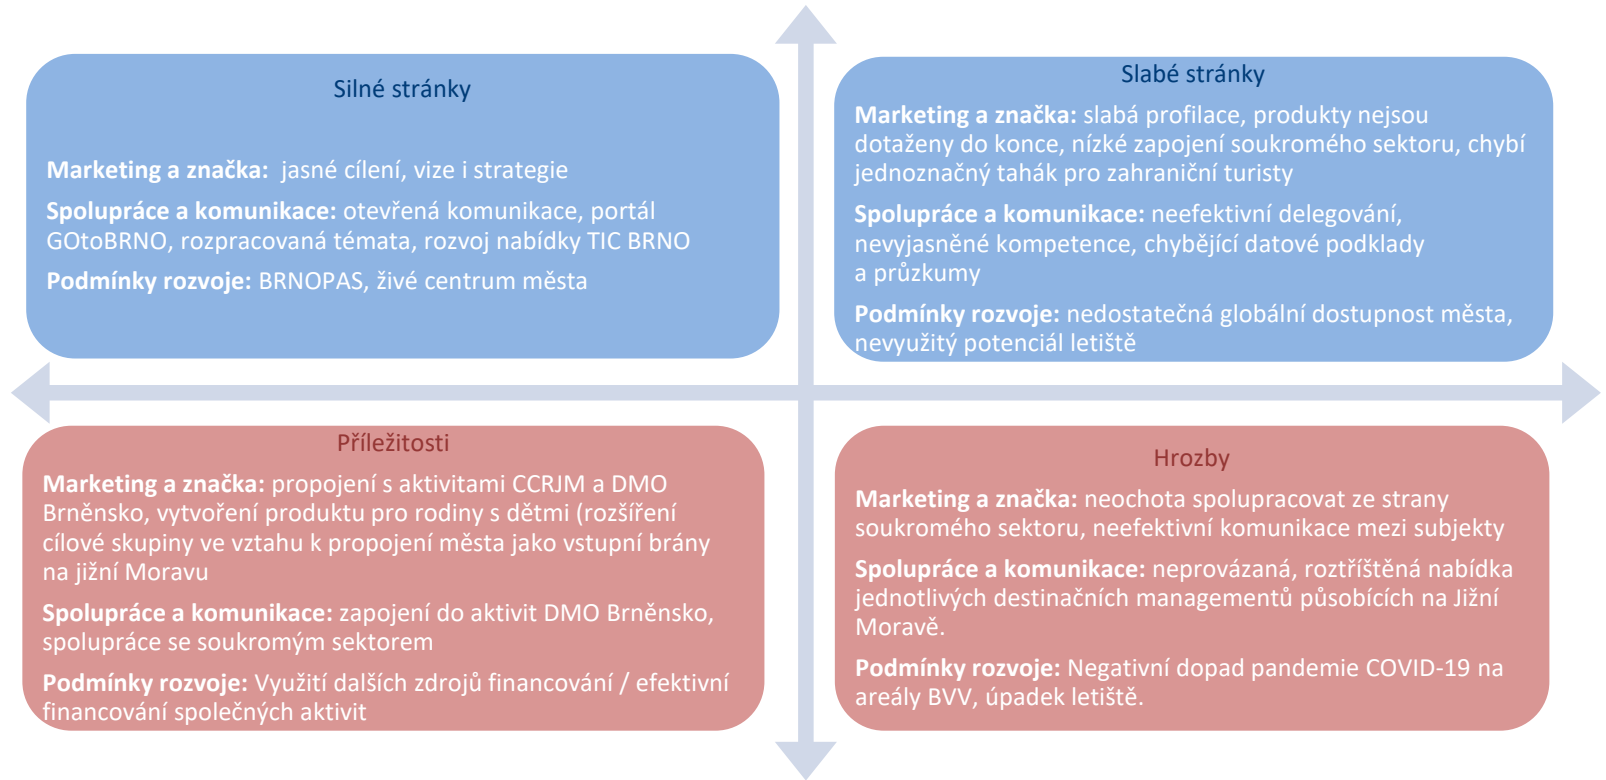 Silné stránky
Marketing a značka: jasné cílení, vize i strategie
Spolupráce a komunikace: otevřená komunikace, portál
GOtoBRNO, rozpracovaná témata, rozvoj nabídky TIC BRNO
Podmínky rozvoje: BRNOPAS, živé centrum města
Slabé stránky
Marketing a značka: slabá profilace, produkty nejsou
dotaženy do konce, nízké zapojení soukromého sektoru, chybí
jednoznačný tahák pro zahraniční turisty
Spolupráce a komunikace: neefektivní delegování,
nevyjasněné kompetence, chybějící datové podklady
a průzkumy
Podmínky rozvoje: nedostatečná globální dostupnost města,
nevyužitý potenciál letiště
Příležitosti
Marketing a značka: propojení s aktivitami CCRJM a DMO
Brněnsko, vytvoření produktu pro rodiny s dětmi (rozšíření
cílové skupiny ve vztahu k propojení města jako vstupní brány
na jižní Moravu
Spolupráce a komunikace: zapojení do aktivit DMO Brněnsko,
spolupráce se soukromým sektorem
Podmínky rozvoje: Využití dalších zdrojů financování / efektivní
financování společných aktivit
Hrozby
Marketing a značka: neochota spolupracovat ze strany
soukromého sektoru, neefektivní komunikace mezi subjekty
Spolupráce a komunikace: neprovázaná, roztříštěná nabídka
jednotlivých destinačních managementů působících na Jižní
Moravě.
Podmínky rozvoje: Negativní dopad pandemie COVID-19 na
areály BVV, úpadek letiště.